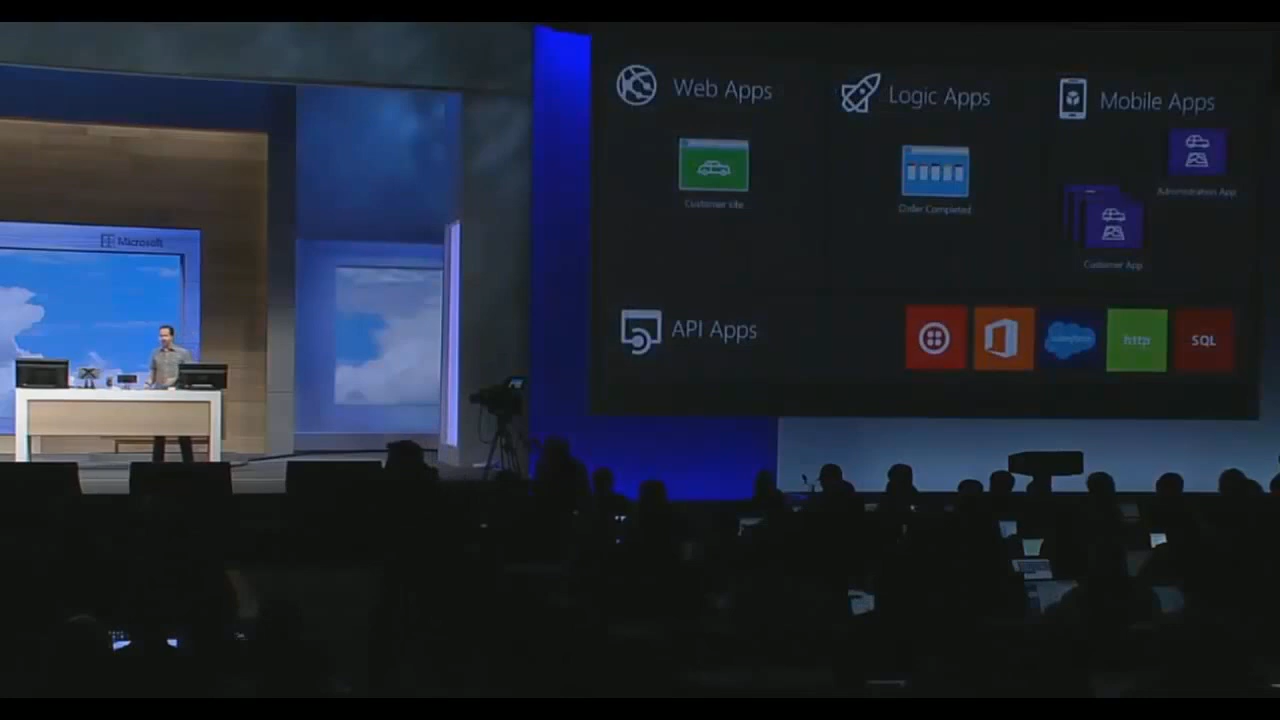 Microsoft
Web Apps
Logic Apps
Mobile Apps
Customer site
Order Completed
Administration App
Customer App
API Apps
salesforce
http
SQL